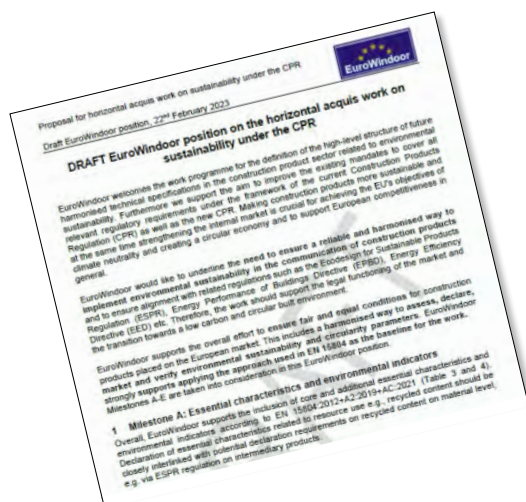 Proposal for horizontal acquis work on sustainability under the CPR
EuroWindoor
Draft EuroWindoor position, 22nd February 2023
DRAFT EuroWindoor position on the horizontal acquis work on
sustainability under the CPR
EuroWindoor welcomes the work programme for the definition of the high-level structure of future
harmonised technical specifications in the construction product sector related to environmental
sustainability. Furthermore we support the aim to improve the existing mandates to cover all
relevant regulatory requirements under the framework of the current Construction Products
Regulation (CPR) as well as the new CPR. Making construction products more sustainable and
at the same time strengthening the internal market is crucial for achieving the EU's objectives of
climate neutrality and creating a circular economy and to support European competitiveness in
general.
EuroWindoor would like to underline the need to ensure a reliable and harmonised way to
implement environmental sustainability in the communication of construction products
and to ensure alignment with related regulations such as the Ecodesign for Sustainable Products
Regulation (ESPR), Energy Performance of Buildings Directive (EPBD), Energy Efficiency
Directive (EED) etc. Therefore, the work should support the legal functioning of the market and
the transition towards a low carbon and circular built environment.
EuroWindoor supports the overall effort to ensure fair and equal conditions for construction
products placed on the European market. This includes a harmonised way to assess, declare,
market and verify environmental sustainability and circularity parameters. EuroWindoor
strongly supports applying the approach used in EN 15804 as the baseline for the work.
Milestones A-E are taken into consideration in this EuroWindoor position.
1 Milestone A: Essential characteristics and environmental indicators
Overall, EuroWindoor supports the inclusion of core and additional essential characteristics and
environmental indicators according to EN 15804:2012+A2:2019+AC:2021 (Table 3 and 4).
Declaration of essential characteristics related to resource use e.g., recycled content should be
closely interlinked with potential declaration requirements on recycled content on material level,
e.g. via ESPR regulation on intermediary products.